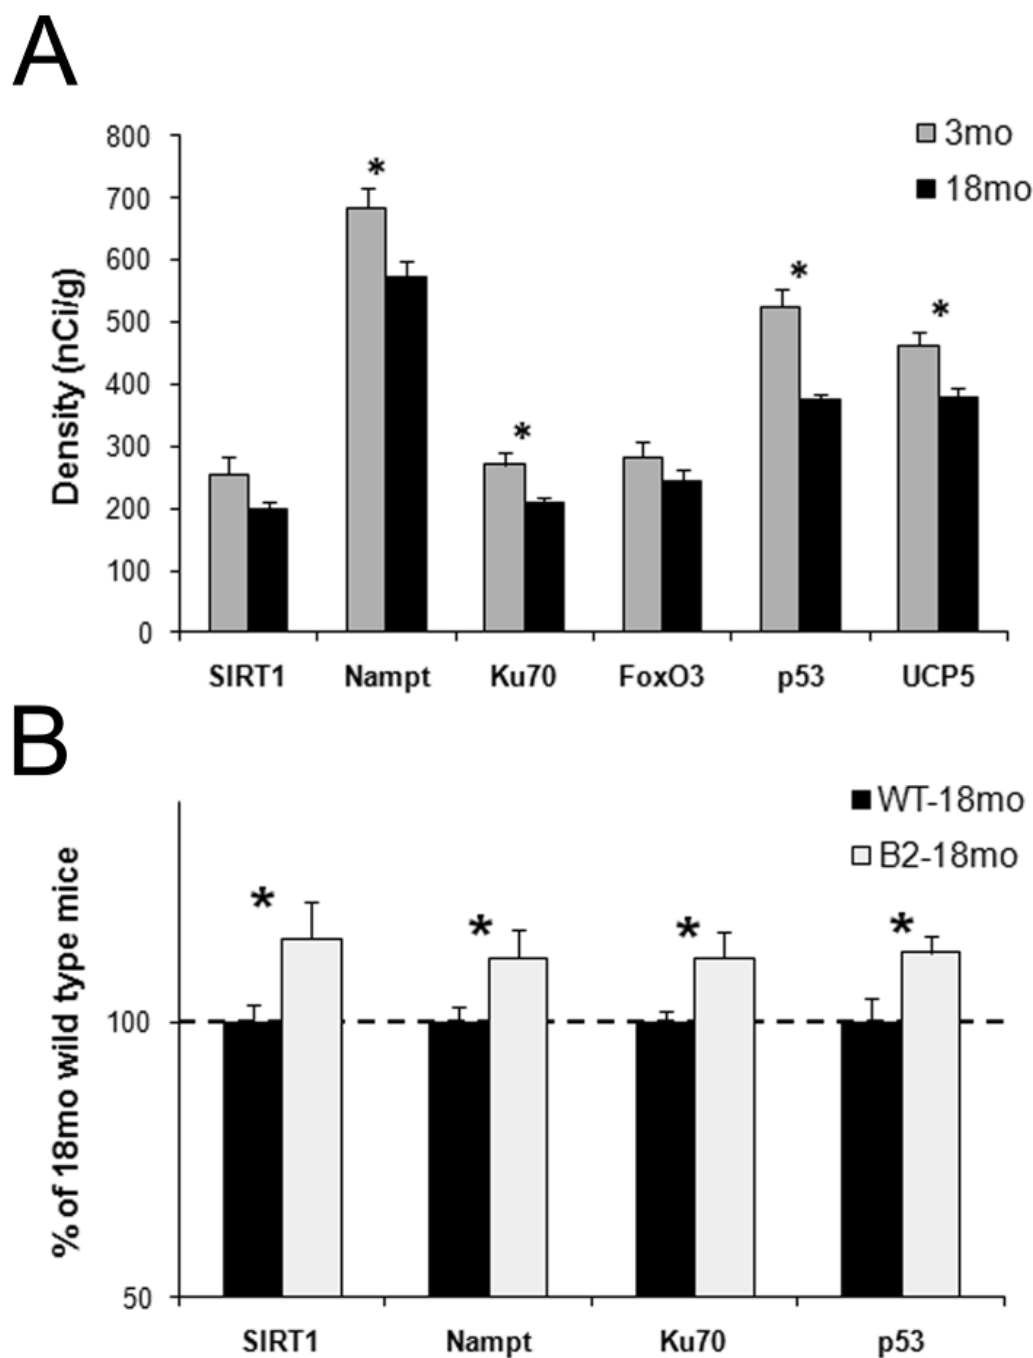 A
3mo
18mo
*
800
700
600
500
400
300
200
100
0
Density (nCi/g)
* * * *
SIRT1 Nampt Ku70 FoxO3 p53 UCP5
B
WT-18mo
B2-18mo
% of 18mo wild type mice
* * * *
100
50
SIRT1 Nampt Ku70 p53